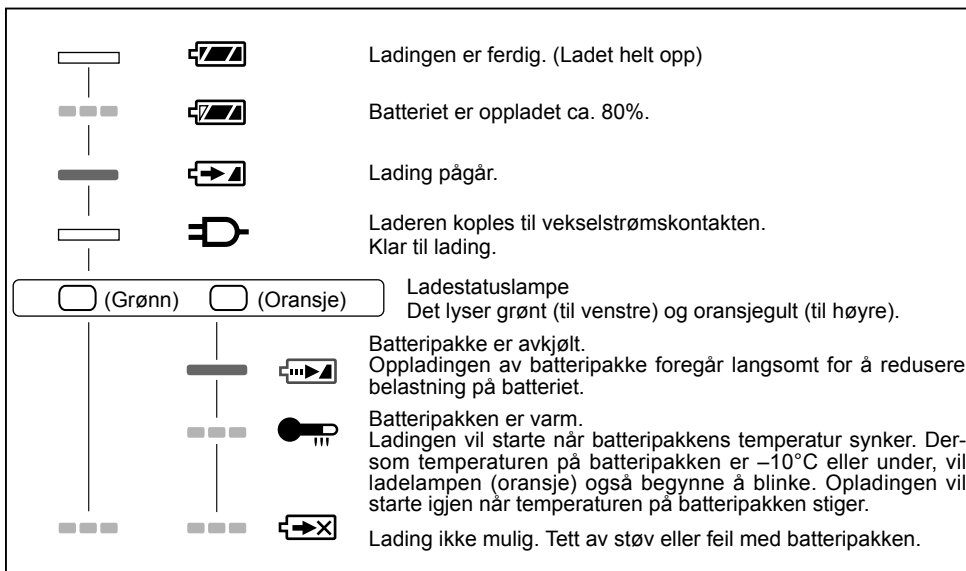 Ladingen er ferdig. (Ladet helt opp)
Batteriet er oppladet ca. 80%.
Lading pågår.
Laderen koples til vekselstrømskontakten.
Klar til lading.
(Grønn) (Oransje)
Ladestatuslampe
Det lyser grønt (til venstre) og oransjegult (til høyre).
Batteripakke er avkjølt.
Oppladingen av batteripakke foregår langsomt for å redusere
belastning på batteriet.
Batteripakken er varm.
Ladingen vil starte når batteripakkens temperatur synker. Der-
som temperaturen på batteripakken er –10°C eller under, vil
ladelampen (oransje) også begynne å blinke. Opladingen vil
starte igjen når temperaturen på batteripakken stiger.
Lading ikke mulig. Tett av støv eller feil med batteripakken.